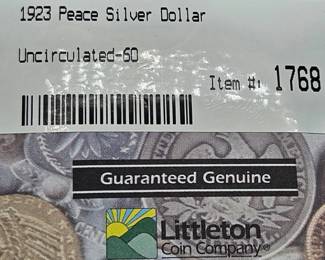 1923 Peace Silver Dollar
Uncirculated-60
Item #: 1768
Guaranteed Genuine
Littleton
Coin Company®